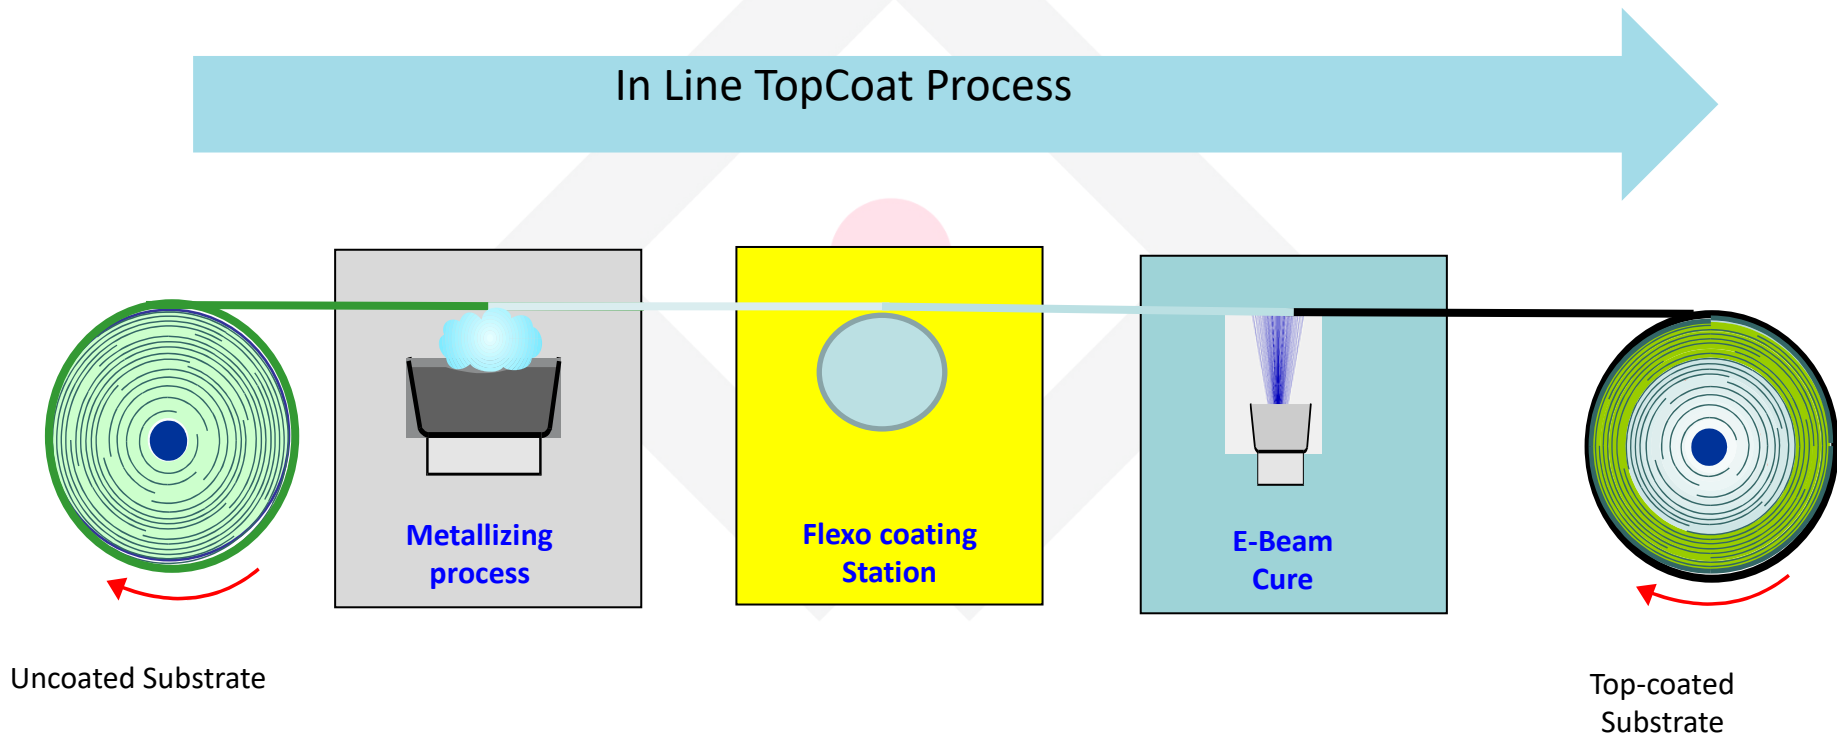 In Line TopCoat Process
Metallizing
process
Flexo coating
Station
E-Beam
Cure
Uncoated Substrate
Top-coated
Substrate